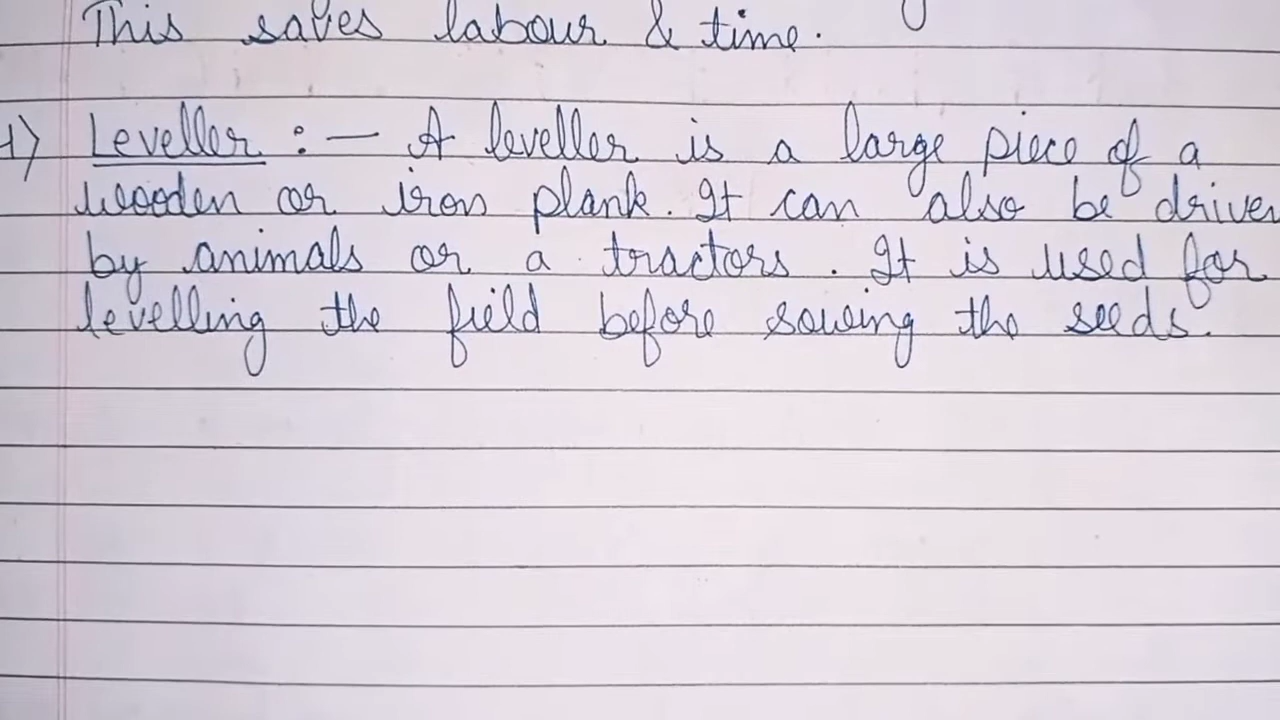 This saves labour & time.
Leveller :- A leveller is a large piece of a
wooden or iron plank. It can also be driven
by animals or a tractors. It is used for
levelling the field before sowing the seeds.